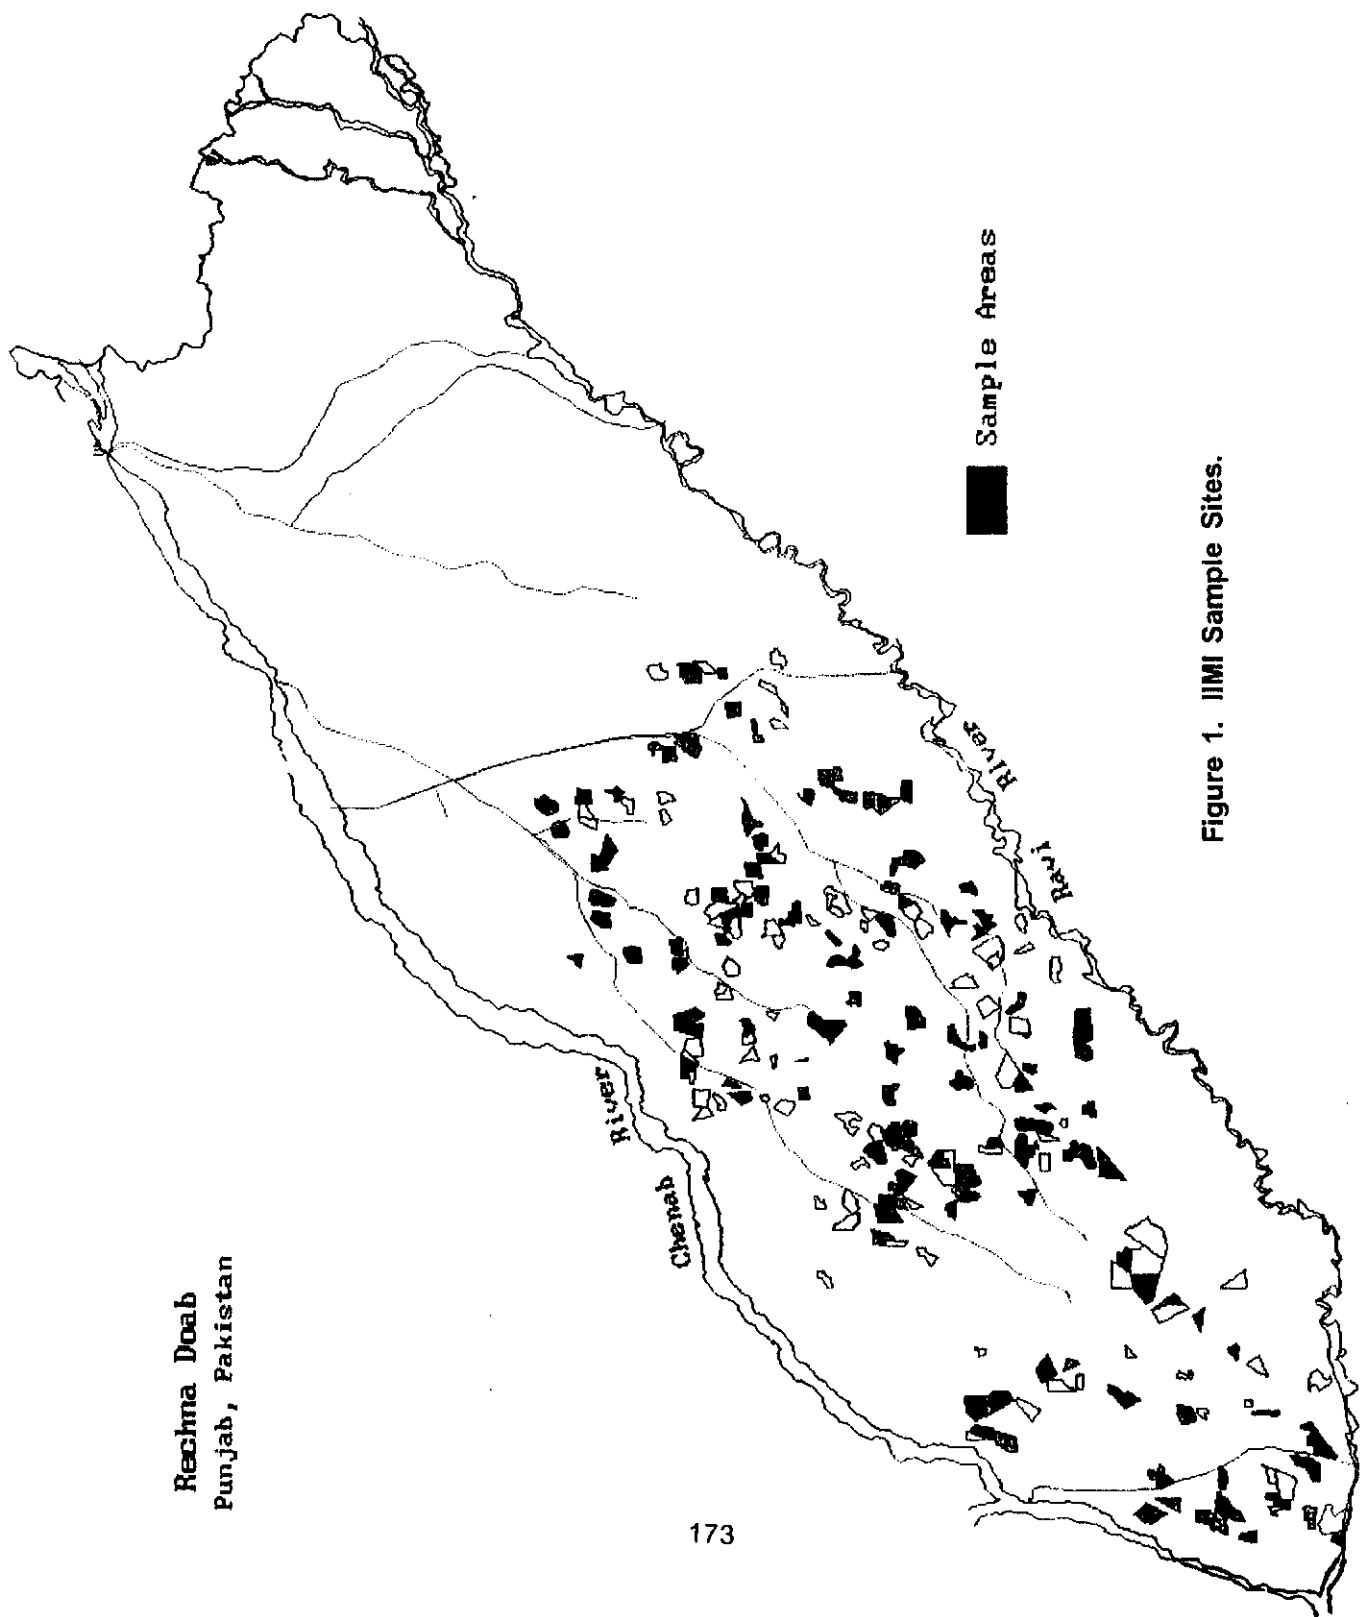 Rechna Doab
Punjab, Pakistan
Chenab River
Ravi River
Sample Areas
Figure 1. IIMI Sample Sites.
173